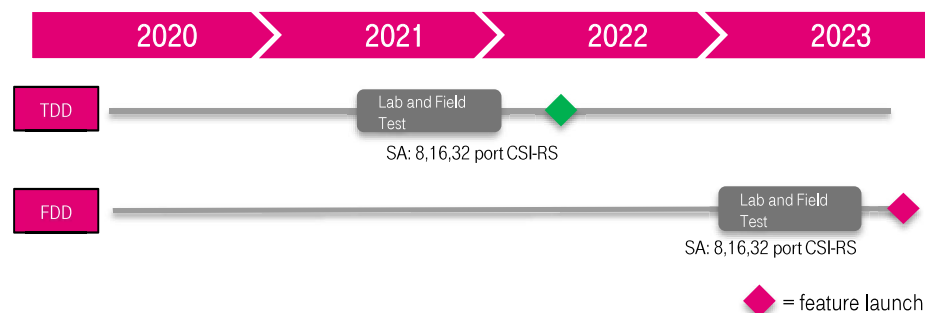 2020 2021 2022 2023
TDD
Lab and Field
Test
SA: 8,16,32 port CSI-RS
FDD
Lab and Field
Test
SA: 8,16,32 port CSI-RS
= feature launch